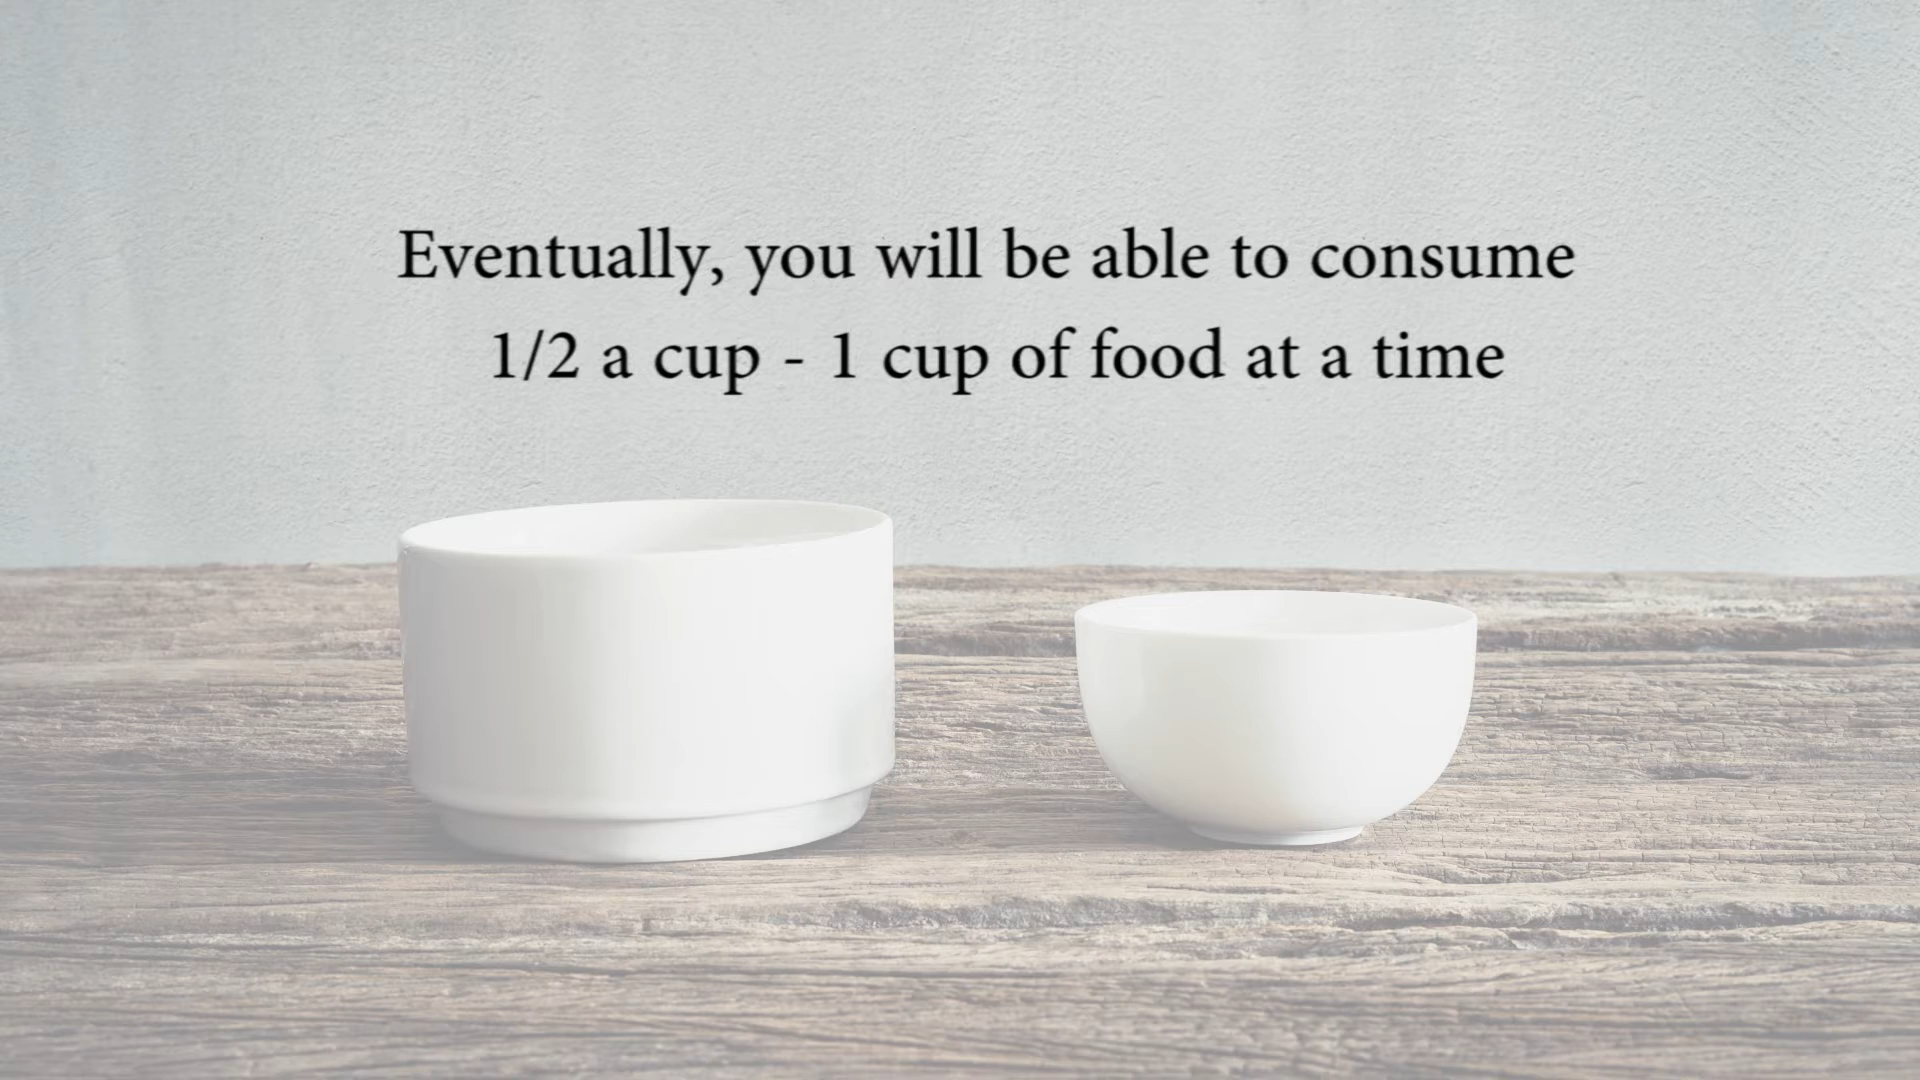 Eventually, you will be able to consume
1/2 a cup - 1 cup of food at a time